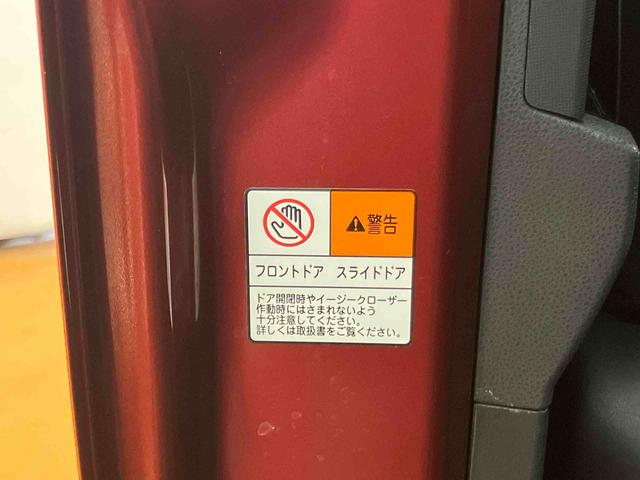 警告
フロントドア スライドドア
ドア開閉時やイージークローザー
作動時にはさまれないよう
十分注意してください。
詳しくは取扱書をご覧ください。